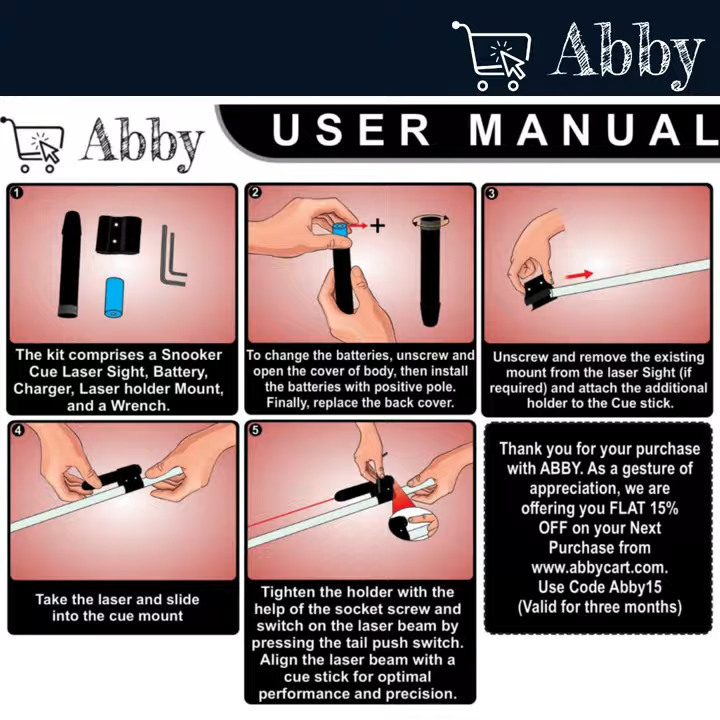 Abby
Abby
USER MANUAL
1
The kit comprises a Snooker
Cue Laser Sight, Battery,
Charger, Laser holder Mount,
and a Wrench.
2
+
To change the batteries, unscrew and
open the cover of body, then install
the batteries with positive pole.
Finally, replace the back cover.
3
Unscrew and remove the existing
mount from the laser Sight (if
required) and attach the additional
holder to the Cue stick.
4
Take the laser and slide
into the cue mount
5
Tighten the holder with the
help of the socket screw and
switch on the laser beam by
pressing the tail push switch.
Align the laser beam with a
cue stick for optimal
performance and precision.
Thank you for your purchase
with ABBY. As a gesture of
appreciation, we are
offering you FLAT 15%
OFF on your Next
Purchase from
www.abbycart.com.
Use Code Abby15
(Valid for three months)